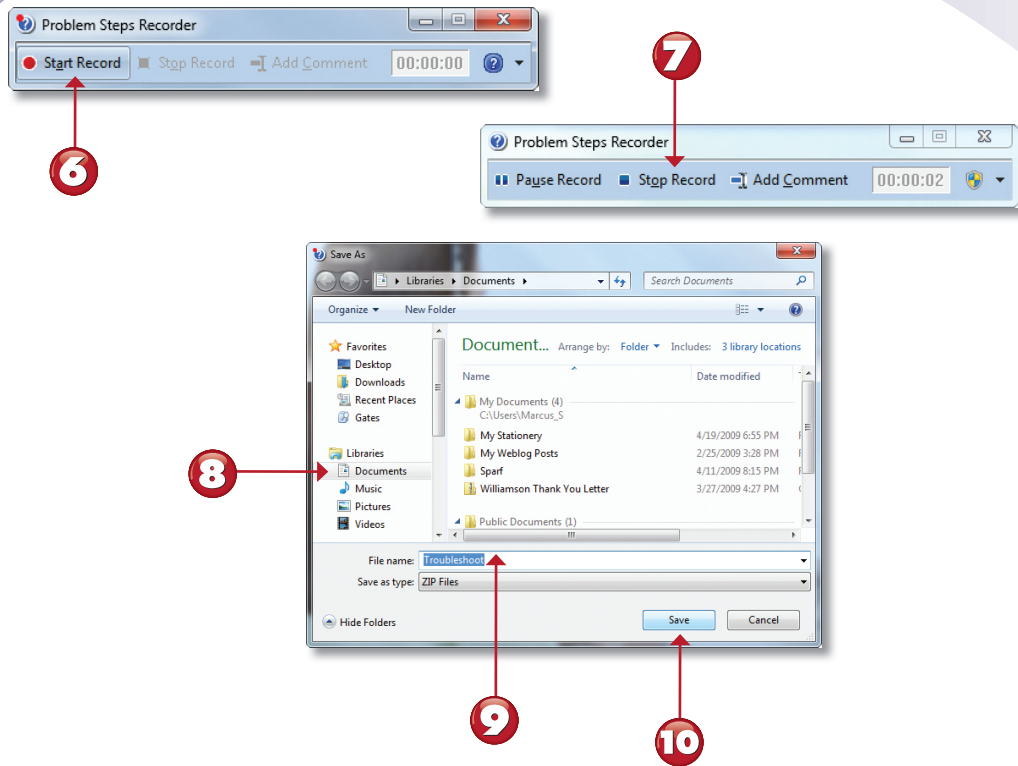 Problem Steps Recorder
Start Record Stop Record Add Comment 00:00:00
6
7
Problem Steps Recorder
Pause Record Stop Record Add Comment 00:00:02
Save As
Libraries Documents Search Documents
Organize New Folder
Favorites
Desktop
Downloads
Recent Places
Gates
Libraries
Documents
Music
Pictures
Videos
Document... Arrange by: Folder Includes: 3 library locations
Name Date modified
My Documents (4)
C:\Users\Marcus_S
My Stationery 4/19/2009 6:55 PM
My Weblog Posts 2/25/2009 3:28 PM
Sparf 4/11/2009 8:15 PM
Williamson Thank You Letter 3/27/2009 4:27 PM
Public Documents (1)
8
File name: Troubleshoot
Save as type: ZIP Files
Hide Folders Save Cancel
9
10